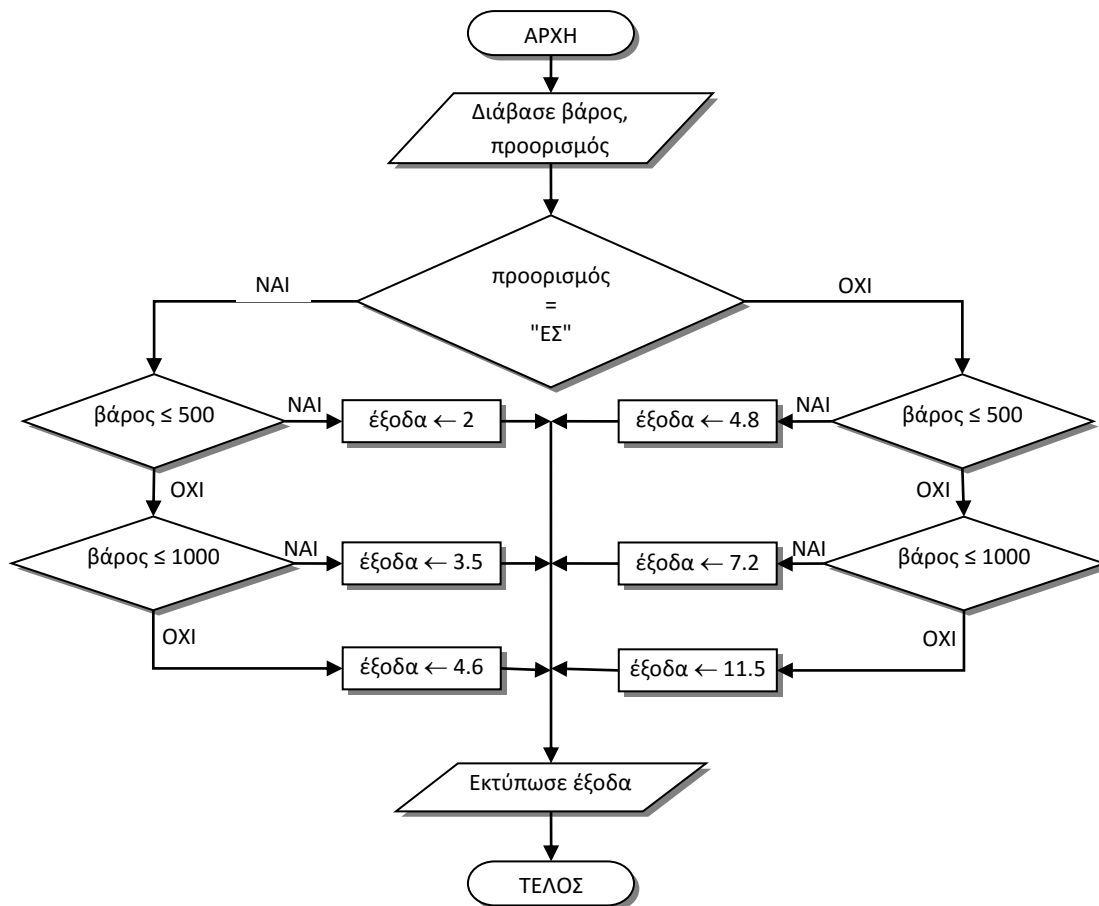 ΑΡΧΗ
Διάβασε βάρος,
προορισμός
προορισμός
=
"ΕΣ"
ΝΑΙ
ΟΧΙ
βάρος ≤ 500
ΝΑΙ
έξοδα ← 2
έξοδα ← 4.8
ΝΑΙ
βάρος ≤ 500
ΟΧΙ
ΟΧΙ
βάρος ≤ 1000
ΝΑΙ
έξοδα ← 3.5
έξοδα ← 7.2
ΝΑΙ
βάρος ≤ 1000
ΟΧΙ
ΟΧΙ
έξοδα ← 4.6
έξοδα ← 11.5
Εκτύπωσε έξοδα
ΤΕΛΟΣ